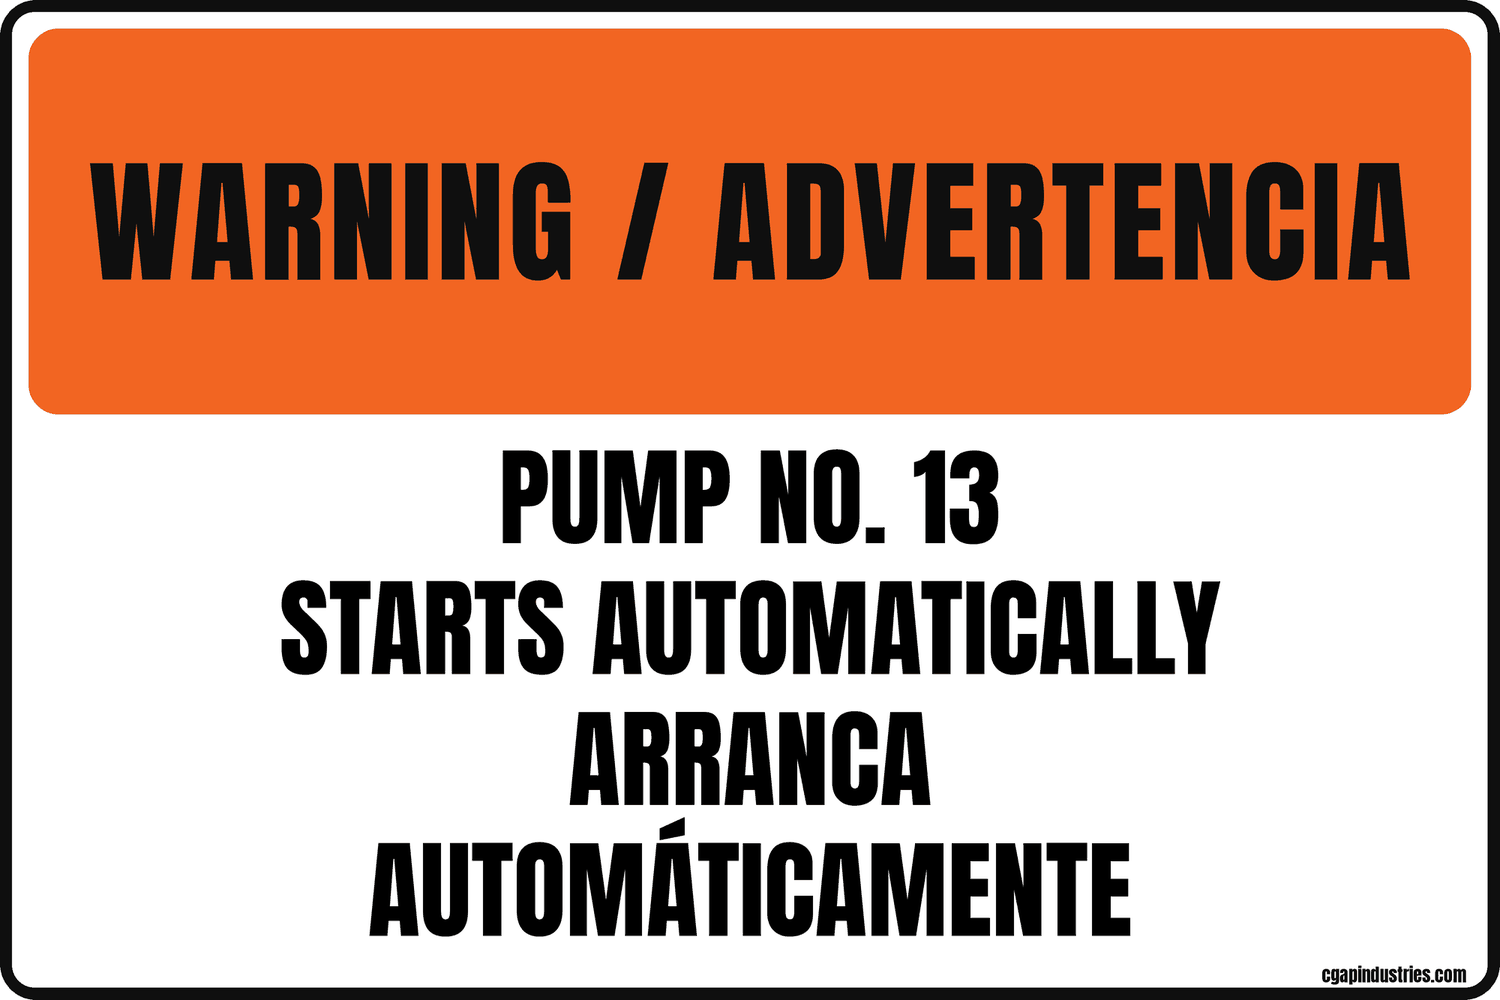 WARNING / ADVERTENCIA
PUMP NO. 13
STARTS AUTOMATICALLY
ARRANCA
AUTOMÁTICAMENTE
cgapindustries.com